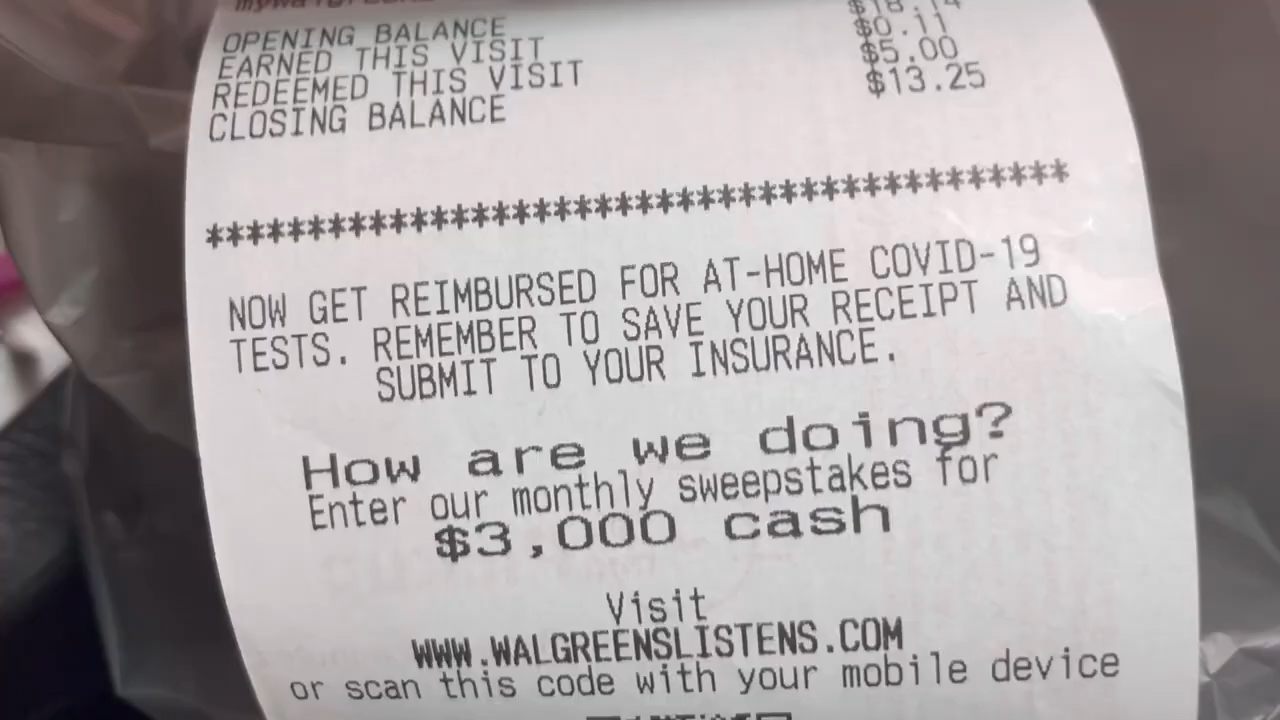 OPENING BALANCE $18.14
EARNED THIS VISIT $0.11
REDEEMED THIS VISIT $5.00
CLOSING BALANCE $13.25
******************************************
NOW GET REIMBURSED FOR AT-HOME COVID-19
TESTS. REMEMBER TO SAVE YOUR RECEIPT AND
SUBMIT TO YOUR INSURANCE.
How are we doing?
Enter our monthly sweepstakes for
$3,000 cash
Visit
WWW.WALGREENSLISTENS.COM
or scan this code with your mobile device